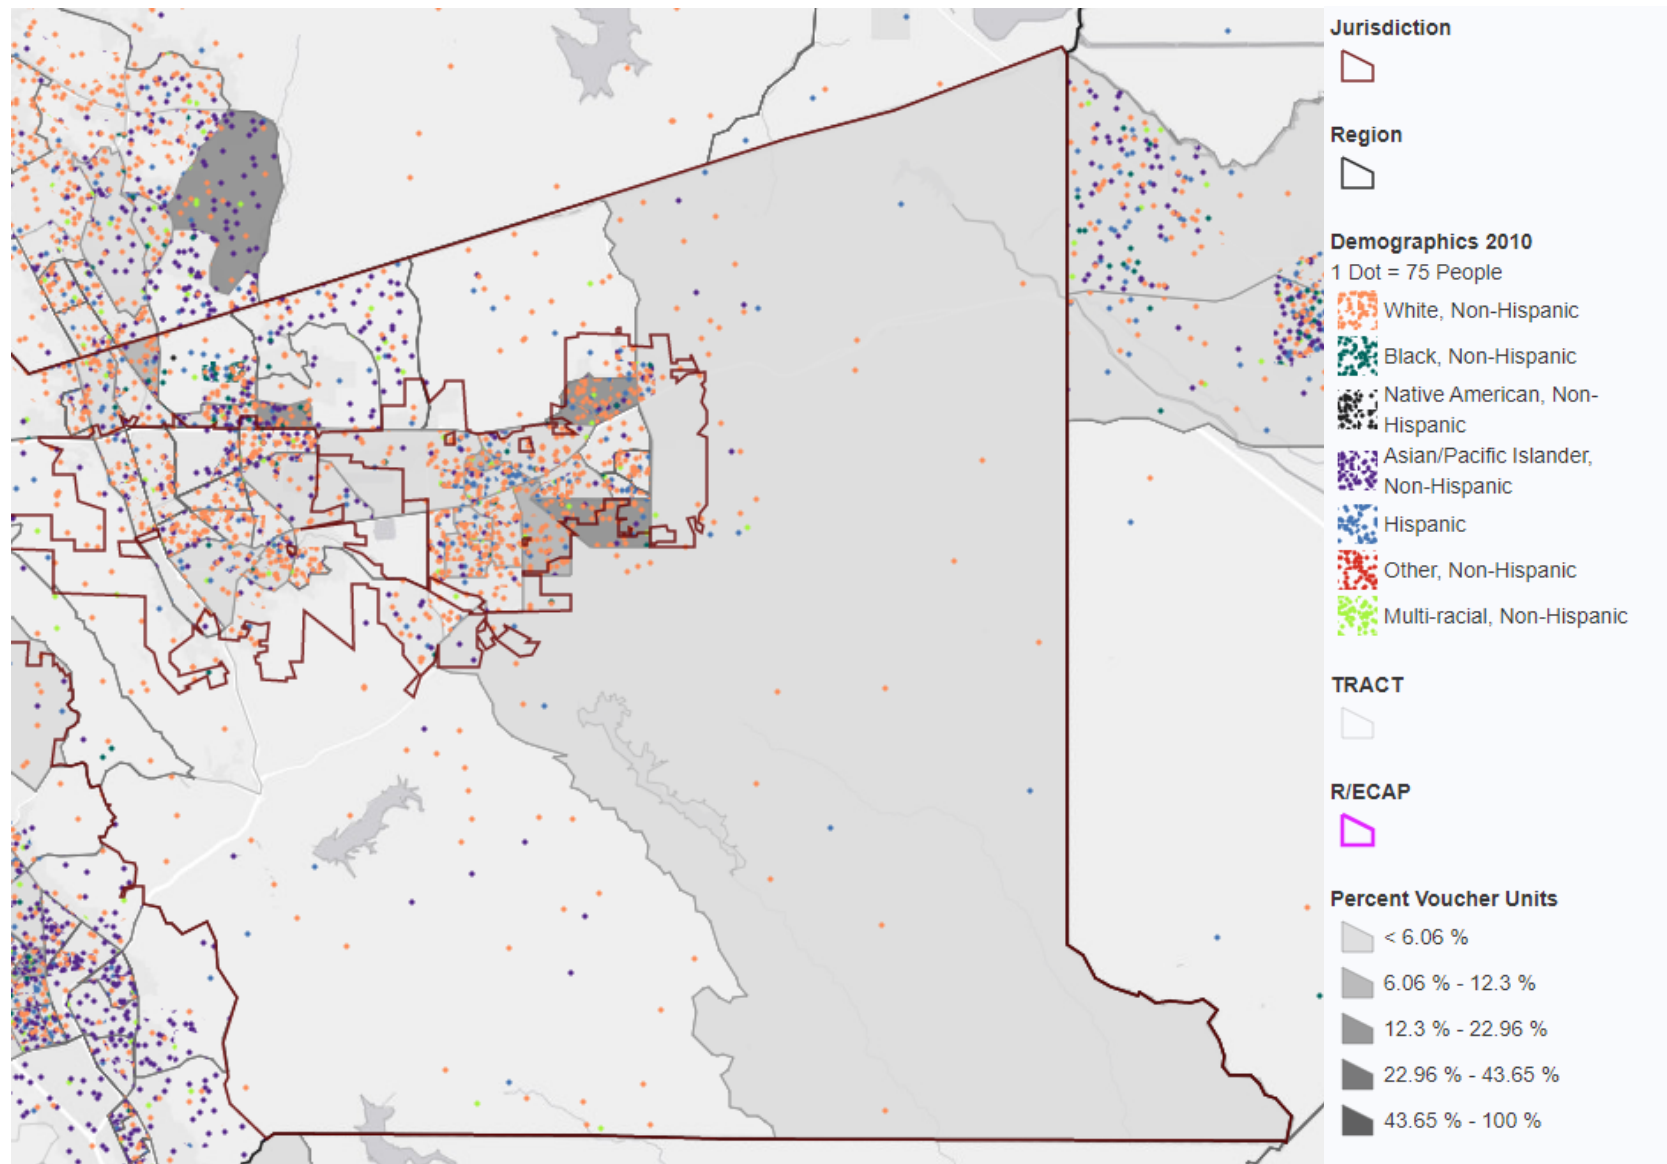 Jurisdiction
Region
Demographics 2010
1 Dot = 75 People
White, Non-Hispanic
Black, Non-Hispanic
Native American, Non-
Hispanic
Asian/Pacific Islander,
Non-Hispanic
Hispanic
Other, Non-Hispanic
Multi-racial, Non-Hispanic
TRACT
R/ECAP
Percent Voucher Units
< 6.06 %
6.06 % - 12.3 %
12.3 % - 22.96 %
22.96 % - 43.65 %
43.65 % - 100 %